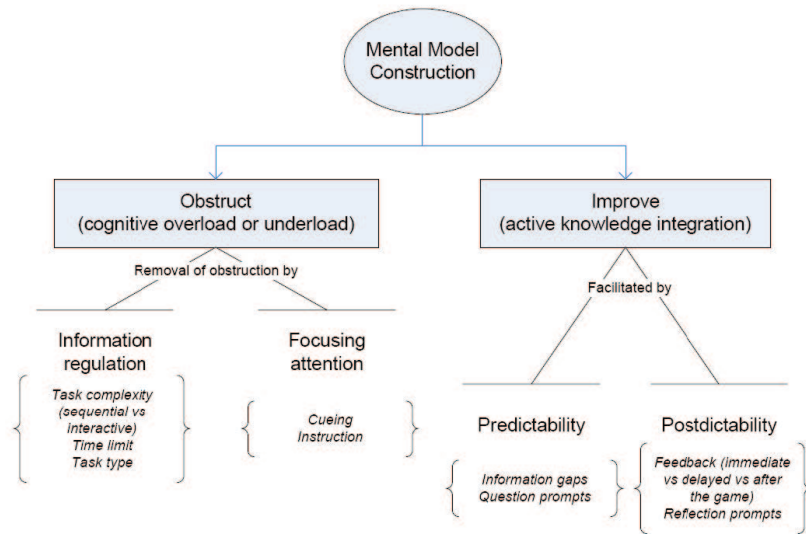 Mental Model
Construction
Obstruct
(cognitive overload or underload)
Improve
(active knowledge integration)
Removal of obstruction by
Facilitated by
Information
regulation
Task complexity
(sequential vs
interactive)
Time limit
Task type
Focusing
attention
Cueing
Instruction
Predictability
Information gaps
Question prompts
Postdictability
Feedback (immediate
vs delayed vs after
the game)
Reflection prompts